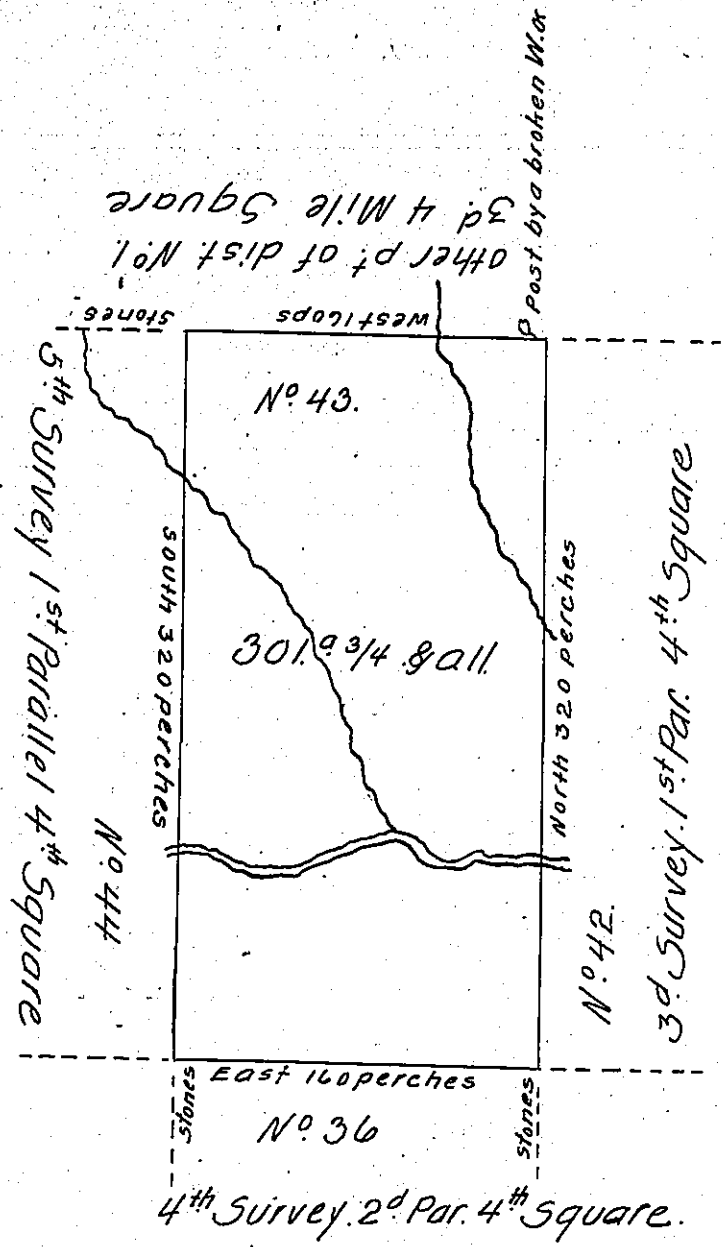 P Post by a broken W.or
3d. 4 Mile Square
other pt. of dist. No. 1.
stones
West 160ps
No. 43.
5th Survey 1st Parallel 4th Square
South 320 perches
301.a 3/4 & all.
North 320 perches
3d Survey. 1st Par. 4th Square
No. 44
No. 42.
stones
East 160 perches
stones
No. 36
4th Survey. 2d Par. 4th Square.